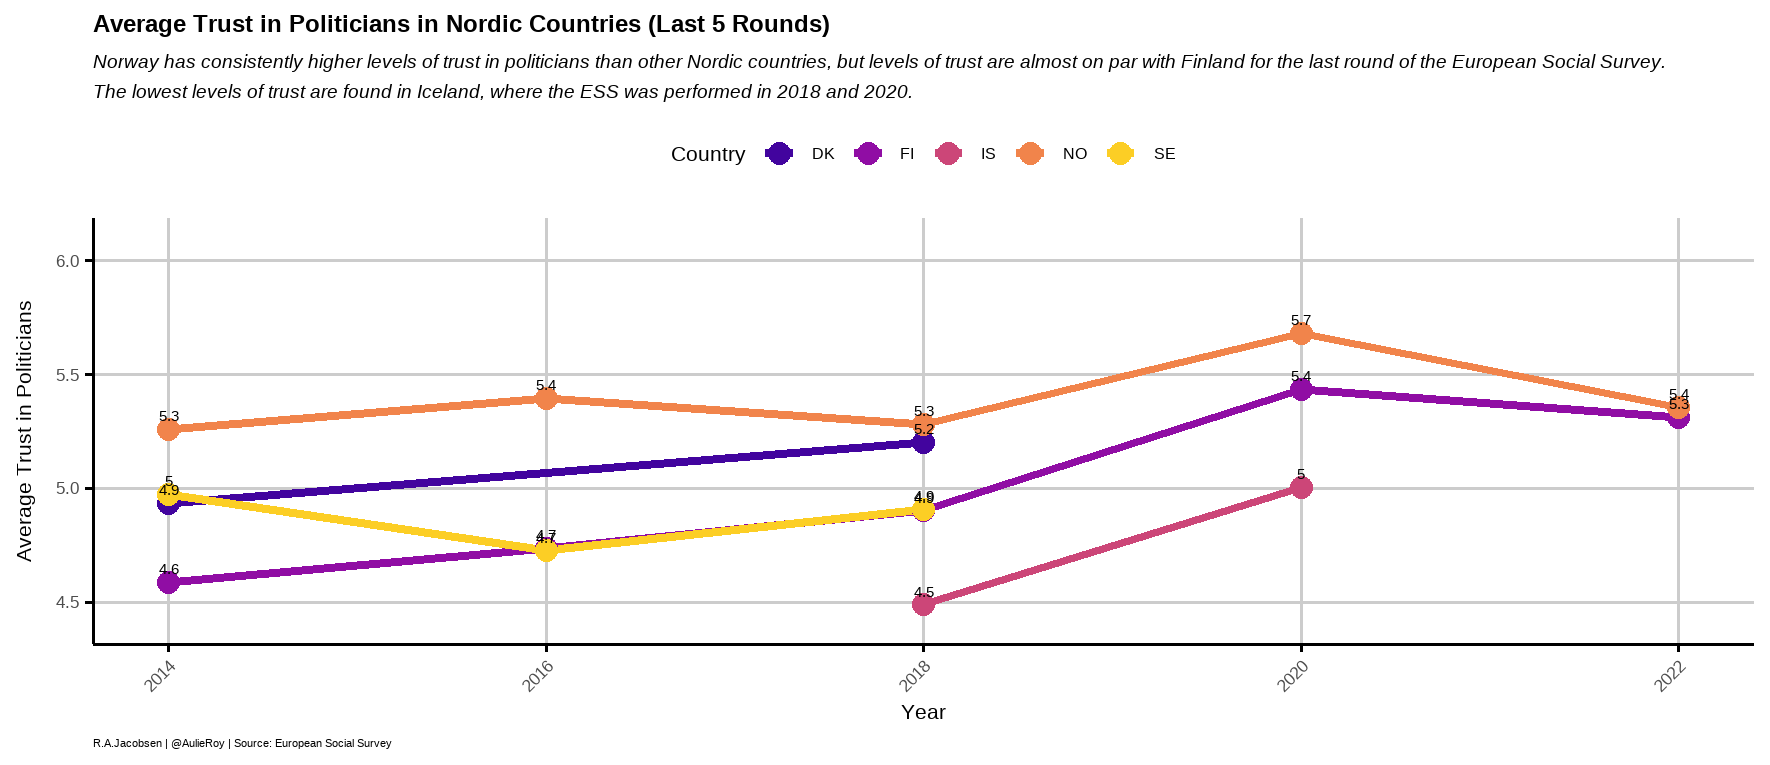 Average Trust in Politicians in Nordic Countries (Last 5 Rounds)
Norway has consistently higher levels of trust in politicians than other Nordic countries, but levels of trust are almost on par with Finland for the last round of the European Social Survey.
The lowest levels of trust are found in Iceland, where the ESS was performed in 2018 and 2020.
Country DK FI IS NO SE
Average Trust in Politicians
6.0
5.5
5.0
4.5
5.3
5
4.9
4.6
5.4
4.7
4.7
5.3
5.2
4.9
4.9
4.5
5.7
5.4
5
5.4
5.3
2014 2016 2018 2020 2022
Year
R.A.Jacobsen | @AulieRoy | Source: European Social Survey